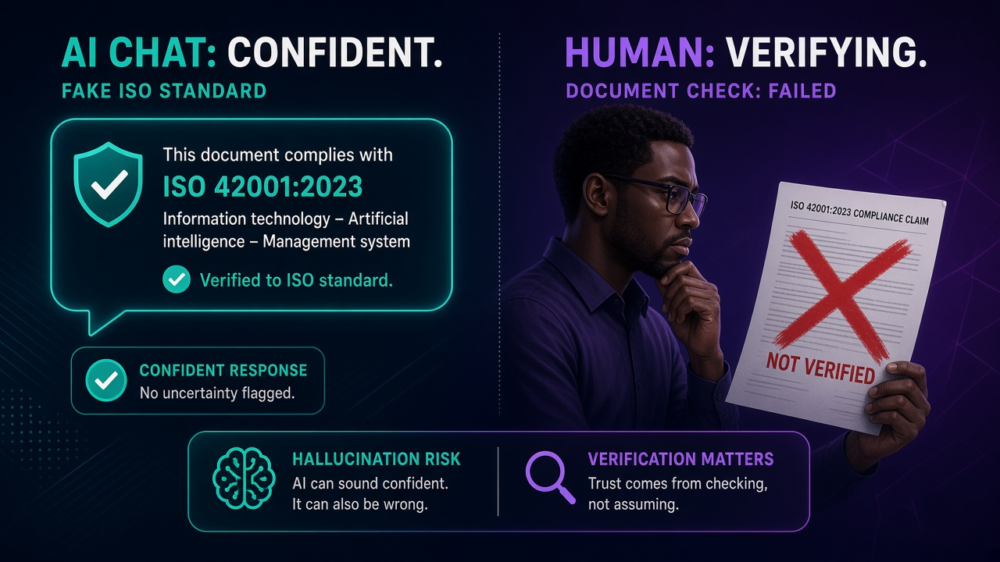 AI CHAT: CONFIDENT.
FAKE ISO STANDARD
This document complies with
ISO 42001:2023
Information technology – Artificial
intelligence – Management system
Verified to ISO standard.
CONFIDENT RESPONSE
No uncertainty flagged.
HUMAN: VERIFYING.
DOCUMENT CHECK: FAILED
ISO 42001:2023 COMPLIANCE CLAIM
NOT VERIFIED
HALLUCINATION RISK
AI can sound confident.
It can also be wrong.
VERIFICATION MATTERS
Trust comes from checking,
not assuming.